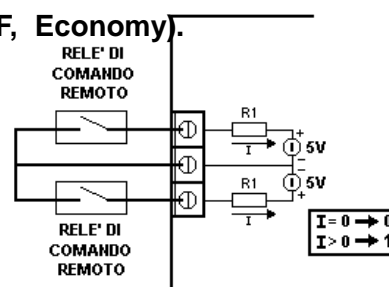 F, Economy).
RELE' DI
COMANDO
REMOTO
R1
I
+
5V
-
-
R1
5V
+
I
I = 0 → 0
I > 0 → 1
RELE' DI
COMANDO
REMOTO